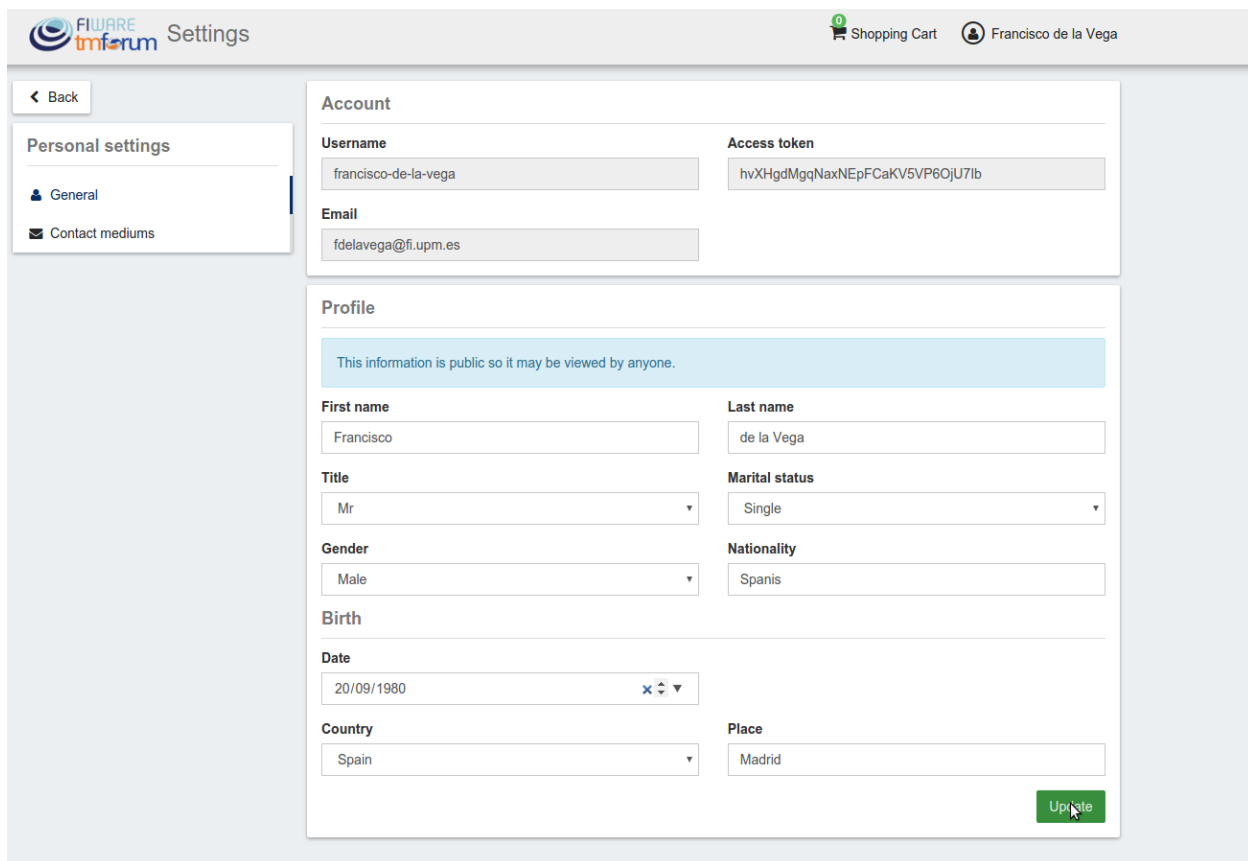 FIWARE
tmforum
Settings
0
Shopping Cart
Francisco de la Vega
Back
Personal settings
General
Contact mediums
Account
Username
Access token
francisco-de-la-vega
hvXHgdMgqNaxNEpFCaKV5VP6OjU7lb
Email
fdelavega@fi.upm.es
Profile
This information is public so it may be viewed by anyone.
First name
Last name
Francisco
de la Vega
Title
Marital status
Mr
Single
Gender
Nationality
Male
Spanis
Birth
Date
20/09/1980
Country
Place
Spain
Madrid
Update